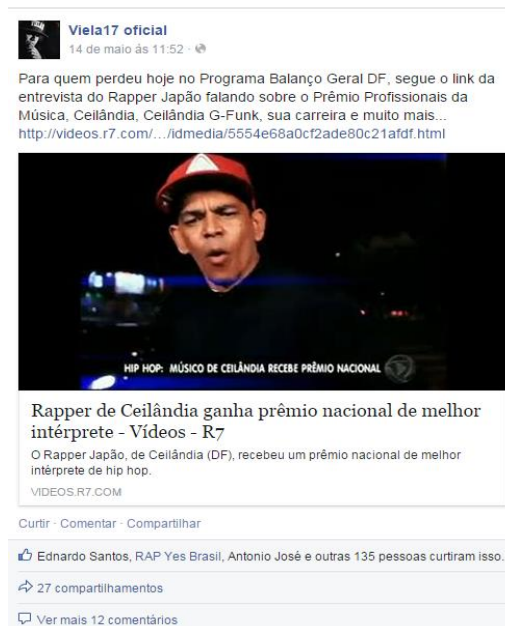 Viela17 oficial
14 de maio às 11:52 ·
Para quem perdeu hoje no Programa Balanço Geral DF, segue o link da
entrevista do Rapper Japão falando sobre o Prêmio Profissionais da
Música, Ceilândia, Ceilândia G-Funk, sua carreira e muito mais...
http://videos.r7.com/.../idmedia/5554e68a0cf2ade80c21afdf.html
HIP HOP: MÚSICO DE CEILÂNDIA RECEBE PRÊMIO NACIONAL
Rapper de Ceilândia ganha prêmio nacional de melhor
intérprete - Vídeos - R7
O Rapper Japão, de Ceilândia (DF), recebeu um prêmio nacional de melhor
intérprete de hip hop.
VIDEOS.R7.COM
Curtir · Comentar · Compartilhar
Ednardo Santos, RAP Yes Brasil, Antonio José e outras 135 pessoas curtiram isso.
27 compartilhamentos
Ver mais 12 comentários